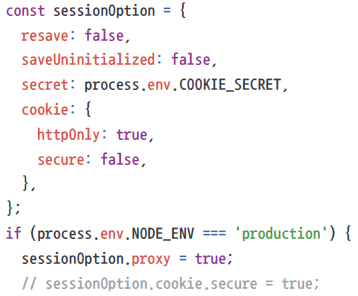 const sessionOption = {
  resave: false,
  saveUninitialized: false,
  secret: process.env.COOKIE_SECRET,
  cookie: {
    httpOnly: true,
    secure: false,
  },
};
if (process.env.NODE_ENV === 'production') {
  sessionOption.proxy = true;
  // sessionOption.cookie.secure = true;